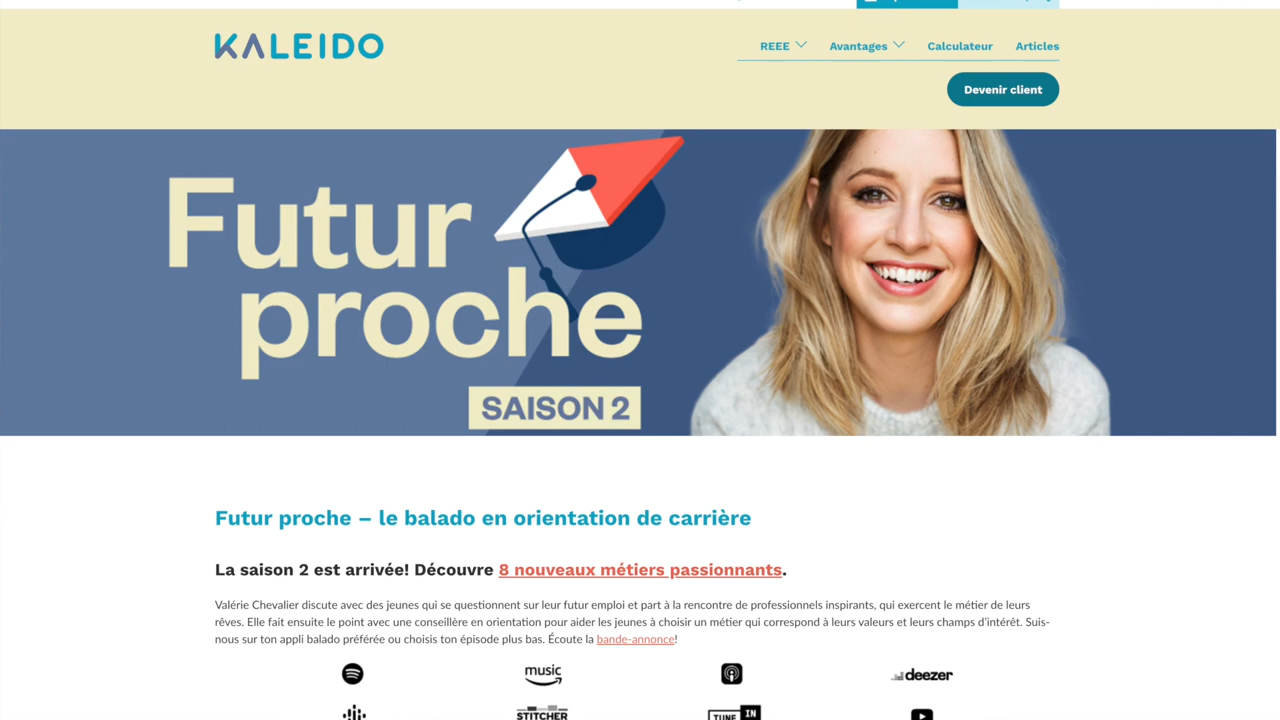 KALEIDO
REEE
Avantages
Calculateur
Articles
Devenir client
Futur
proche
SAISON 2
Futur proche – le balado en orientation de carrière
La saison 2 est arrivée! Découvre 8 nouveaux métiers passionnants.
Valérie Chevalier discute avec des jeunes qui se questionnent sur leur futur emploi et part à la rencontre de professionnels inspirants, qui exercent le métier de leurs
rêves. Elle fait ensuite le point avec une conseillère en orientation pour aider les jeunes à choisir un métier qui correspond à leurs valeurs et leurs champs d’intérêt. Suis-
nous sur ton appli balado préférée ou choisis ton épisode plus bas. Écoute la bande-annonce!
music
deezer
STITCHER
TUNE IN